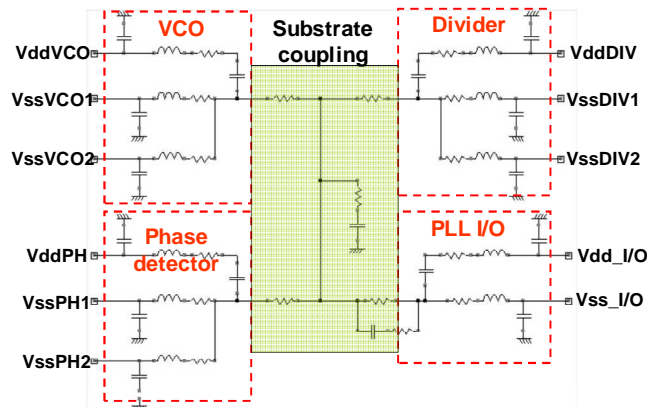 VCO
Substrate
coupling
Divider
VddVCO
VddDIV
VssVCO1
VssDIV1
VssVCO2
VssDIV2
Phase
detector
PLL I/O
VddPH
Vdd_I/O
VssPH1
Vss_I/O
VssPH2